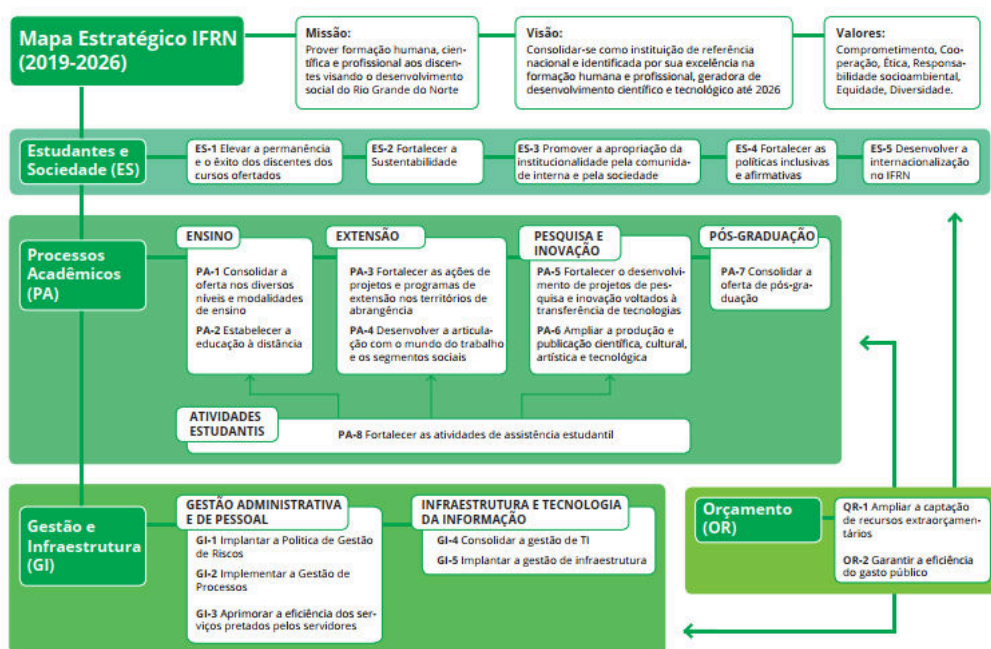 Mapa Estratégico IFRN
(2019-2026)
Missão:
Prover formação humana, cien-
tífica e profissional aos discen-
tes visando o desenvolvimento
social do Rio Grande do Norte
Visão:
Consolidar-se como instituição de referência
nacional e identificada por sua excelência na
formação humana e profissional, geradora de
desenvolvimento científico e tecnológico até 2026
Valores:
Comprometimento, Coo-
peração, Ética, Responsa-
bilidade socioambiental,
Equidade, Diversidade.
Estudantes e
Sociedade (ES)
ES-1 Elevar a permanência
e o êxito dos discentes dos
cursos ofertados
ES-2 Fortalecer a
Sustentabilidade
ES-3 Promover a apropriação da
institucionalidade pela comunida-
de interna e pela sociedade
ES-4 Fortalecer as
políticas inclusivas
e afirmativas
ES-5 Desenvolver a
internacionalização
no IFRN
Processos
Acadêmicos
(PA)
ENSINO
PA-1 Consolidar a
oferta nos diversos
níveis e modalidades
de ensino
PA-2 Estabelecer a
educação à distância
EXTENSÃO
PA-3 Fortalecer as ações de
projetos e programas de
extensão nos territórios de
abrangência
PA-4 Desenvolver a articula-
ção com o mundo do trabalho
e os segmentos sociais
PESQUISA E
INOVAÇÃO
PA-5 Fortelecer o desenvolvi-
mento de projetos de pes-
quisa e inovação voltados à
transferência de tecnologias
PA-6 Ampliar a produção e
publicação científica, cultural,
artística e tecnológica
PÓS-GRADUAÇÃO
PA-7 Consolidar a
oferta de pós-gra-
duação
ATIVIDADES
ESTUDANTIS
PA-8 Fortalecer as atividades de assistência estudantil
Gestão e
Infraestrutura
(GI)
GESTÃO ADMINISTRATIVA
E DE PESSOAL
GI-1 Implantar a Politica de Gestão
de Riscos
GI-2 Implementar a Gestão de
Processos
GI-3 Aprimorar a eficiência dos ser-
viços pretados pelos servidores
INFRAESTRUTURA E TECNOLOGIA
DA INFORMAÇÃO
GI-4 Consolidar a gestão de TI
GI-5 Implantar a gestão de infraestrutura
Orçamento
(OR)
QR-1 Ampliar a captação
de recursos extraorçamen-
tários
OR-2 Garantir a eficiência
do gasto público